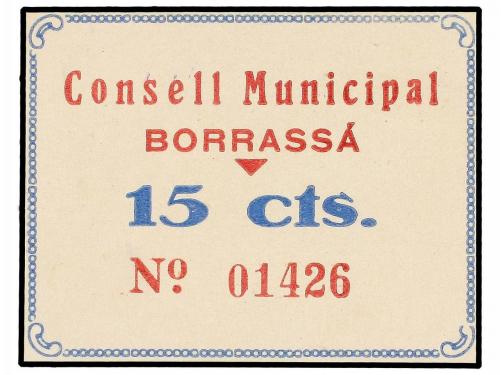 Consell Municipal
BORRASSÁ
15 cts.
Nº 01426